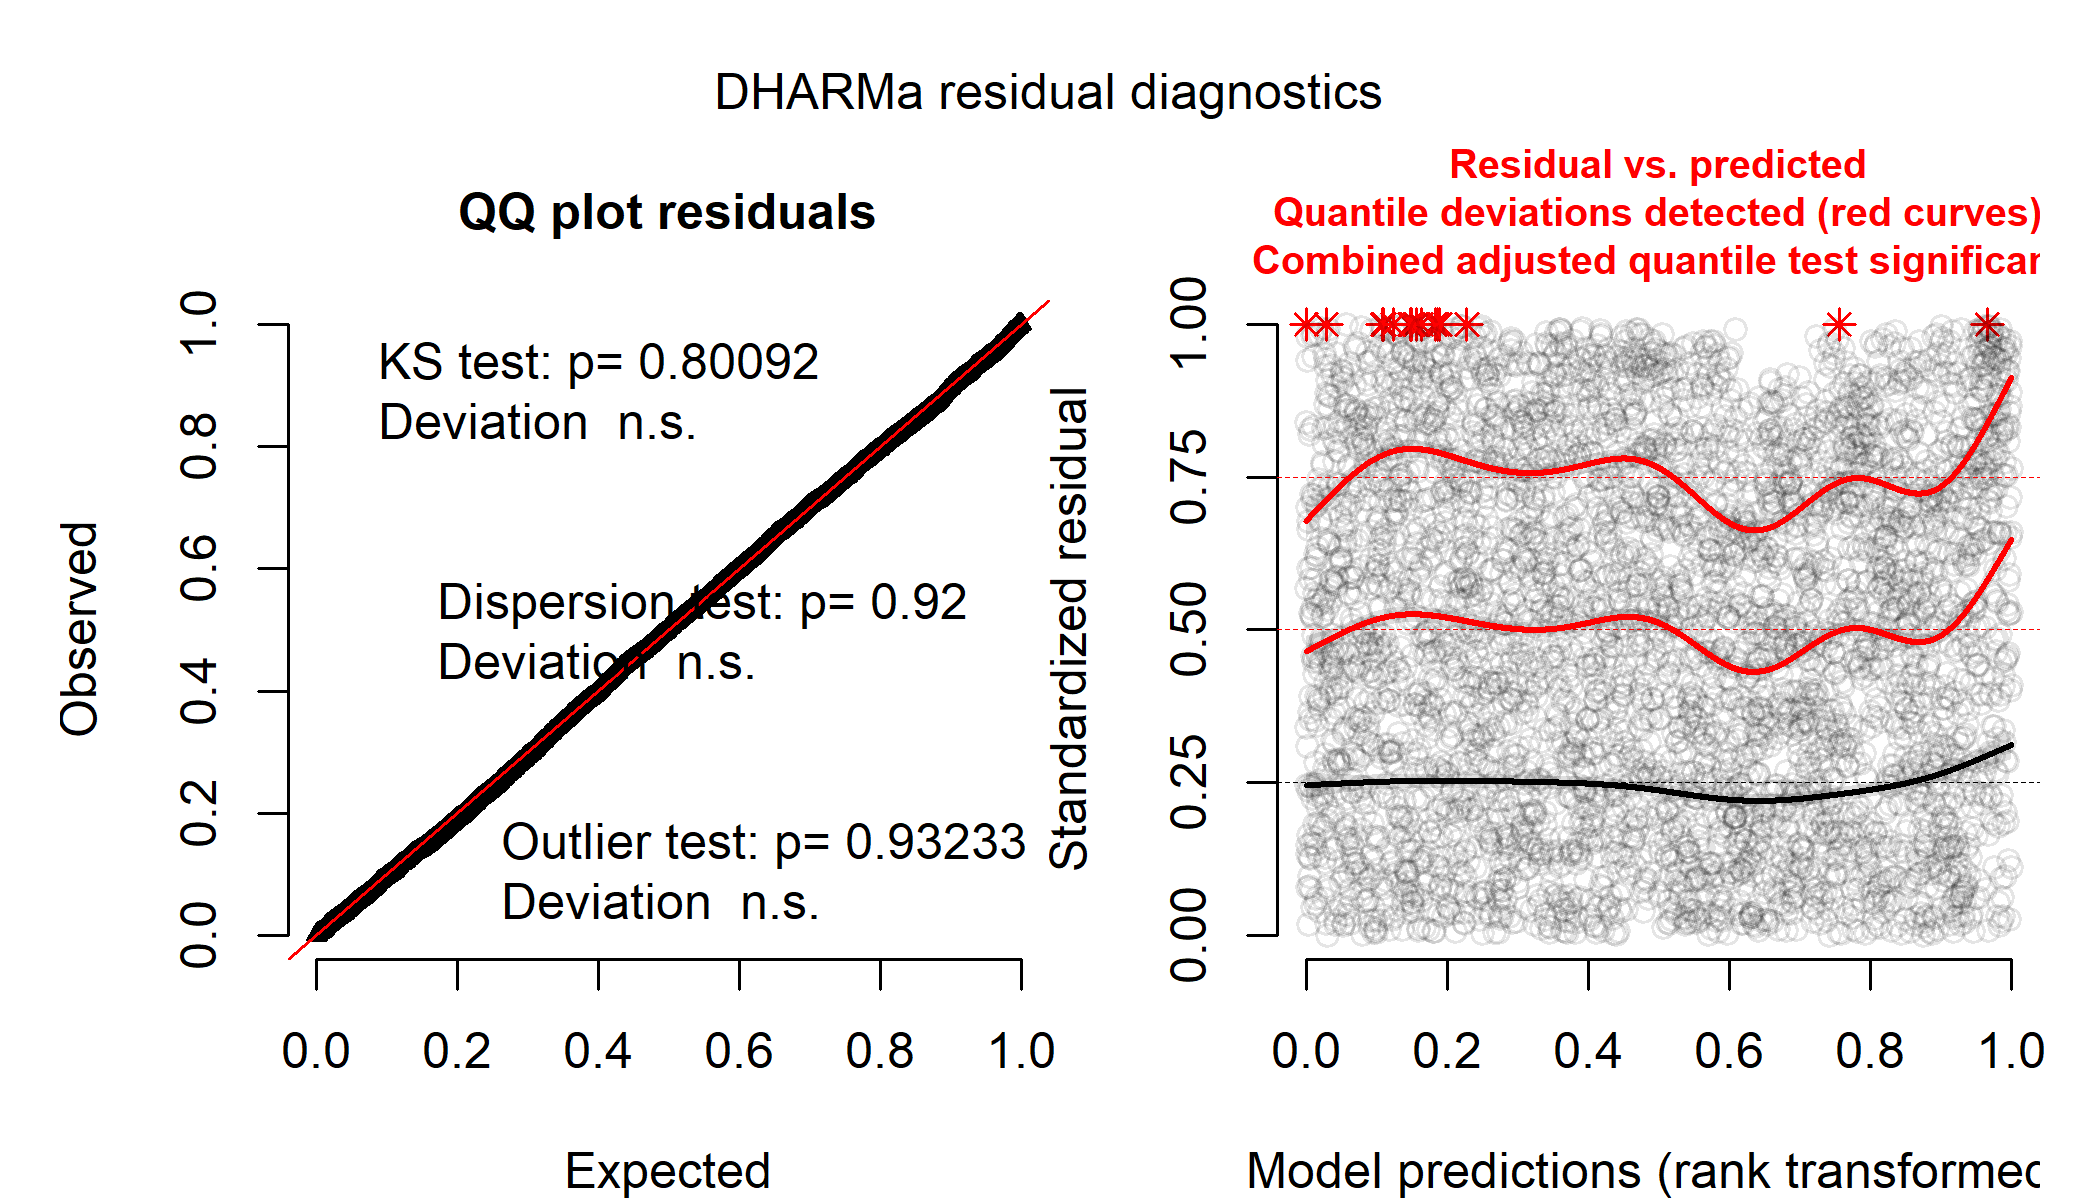 DHARMa residual diagnostics
QQ plot residuals
KS test: p= 0.80092
Deviation  n.s.
Dispersion test: p= 0.92
Deviation  n.s.
Outlier test: p= 0.93233
Deviation  n.s.
Observed
1.0
0.8
0.6
0.4
0.2
0.0
0.0 0.2 0.4 0.6 0.8 1.0
Expected
Residual vs. predicted
Quantile deviations detected (red curves)
Combined adjusted quantile test significan
Standardized residual
1.00
0.75
0.50
0.25
0.00
0.0 0.2 0.4 0.6 0.8 1.0
Model predictions (rank transformed